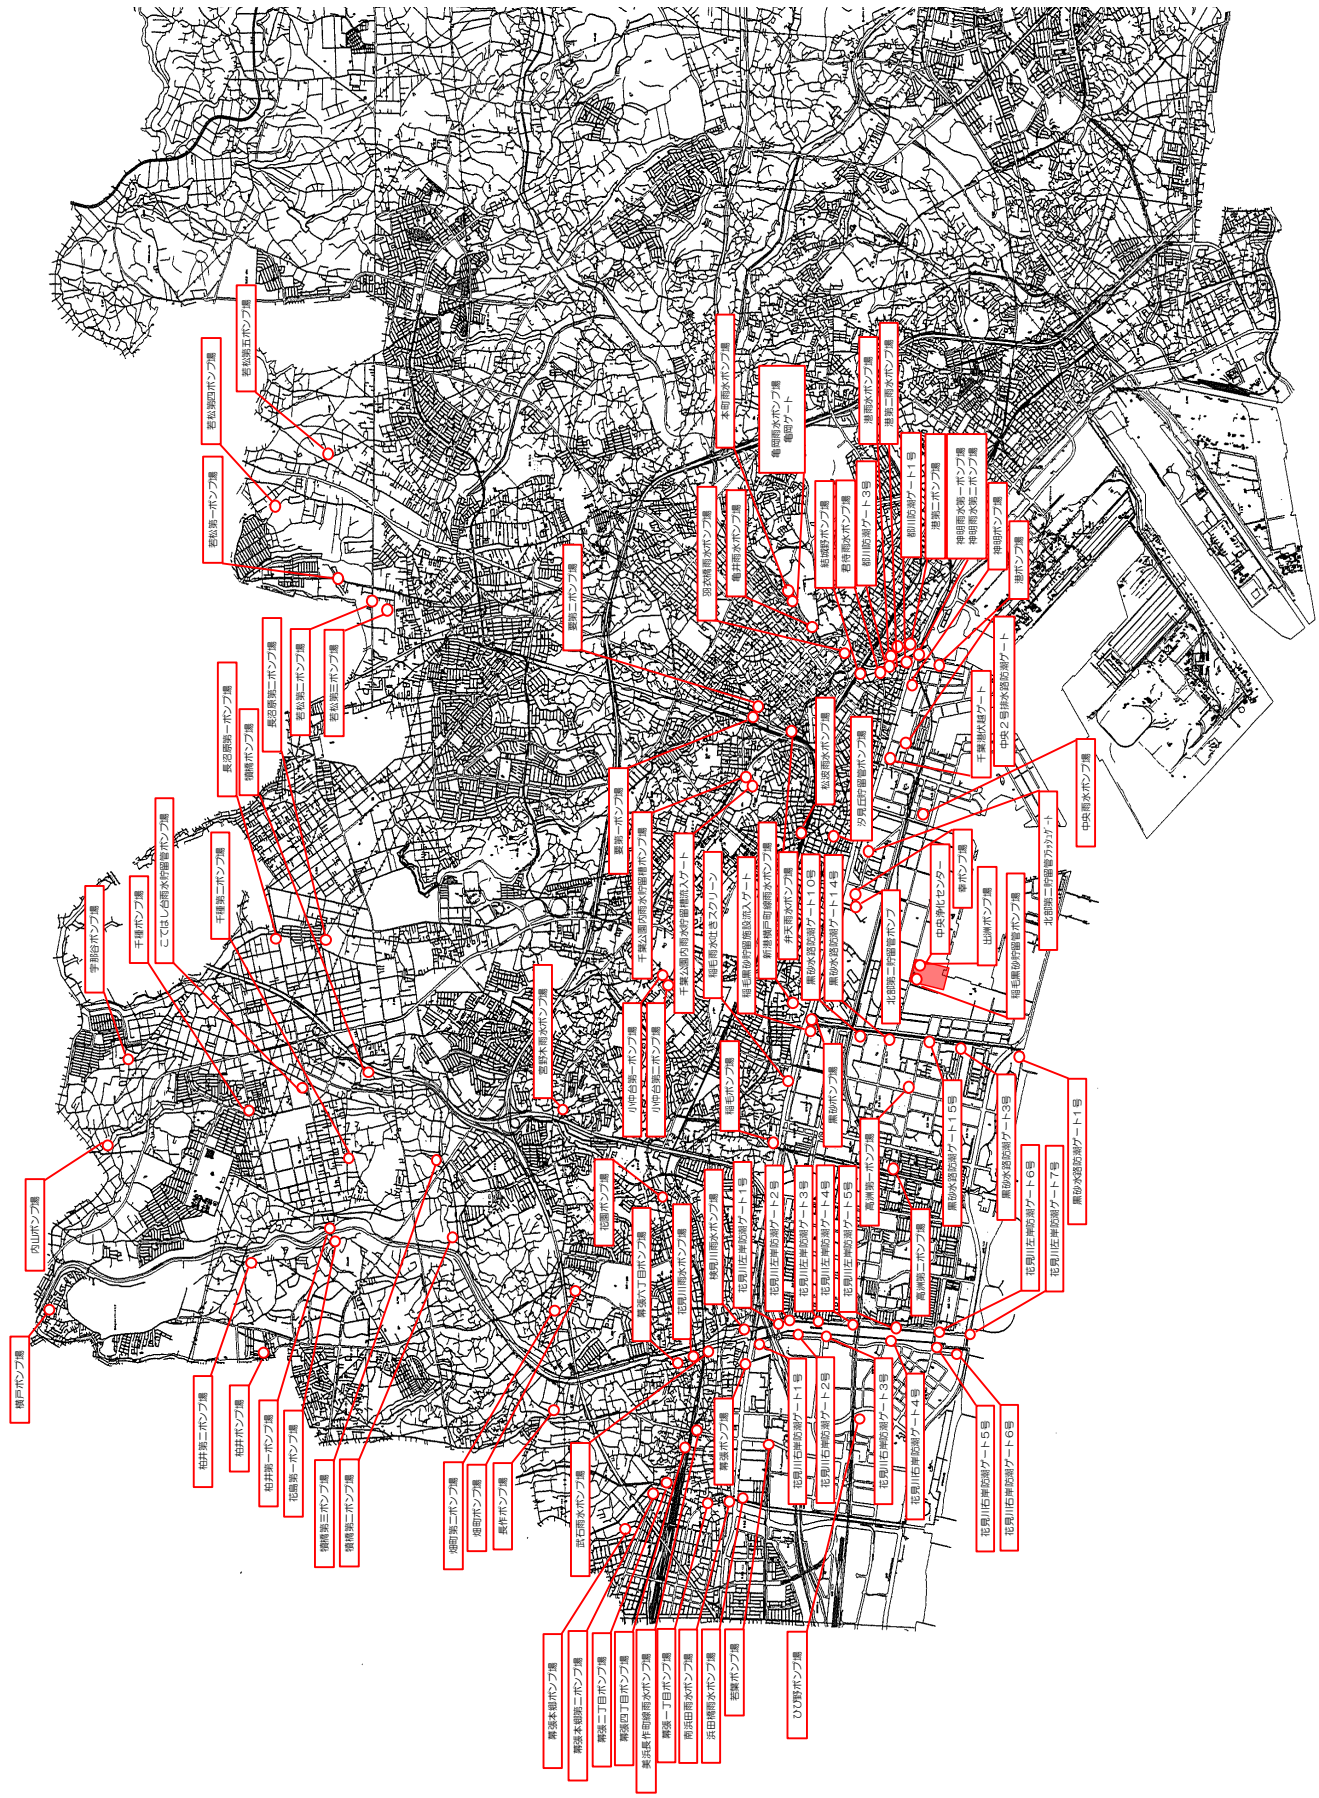 横戸ポンプ場
内山ポンプ場
宇那谷ポンプ場
千種ポンプ場
こてはし台雨水貯留管ポンプ場
千種第二ポンプ場
長沼原第一ポンプ場
犢橋ポンプ場
長沼原第二ポンプ場
若松第二ポンプ場
若松第三ポンプ場
若松第一ポンプ場
若松第四ポンプ場
若松第五ポンプ場
柏井第二ポンプ場
柏井ポンプ場
柏井第一ポンプ場
花島第一ポンプ場
犢橋第三ポンプ場
犢橋第二ポンプ場
畑町第二ポンプ場
畑町ポンプ場
長作ポンプ場
武石雨水ポンプ場
宮野木雨水ポンプ場
要第二ポンプ場
要第一ポンプ場
千葉公園内雨水貯留槽ポンプ場
千葉公園内雨水貯留槽流入ゲート
小仲台第一ポンプ場
小仲台第二ポンプ場
稲毛雨水吐きスクリーン
稲毛黒砂貯留施設流入ゲート
新港横戸町線雨水ポンプ場
弁天雨水ポンプ場
黒砂水路防潮ゲート10号
黒砂水路防潮ゲート14号
松波雨水ポンプ場
汐見丘貯留管ポンプ場
羽衣橋雨水ポンプ場
亀井雨水ポンプ場
本町雨水ポンプ場
亀岡雨水ポンプ場
亀岡ゲート
結城野ポンプ場
君待雨水ポンプ場
都川防潮ゲート3号
港雨水ポンプ場
港第二雨水ポンプ場
都川防潮ゲート1号
港第二ポンプ場
神明雨水第一ポンプ場
神明雨水第二ポンプ場
神明ポンプ場
港ポンプ場
千葉港伏越ゲート
中央2号排水路防潮ゲート
中央雨水ポンプ場
北部第二貯留管フラッシュゲート
幸ポンプ場
中央浄化センター
出洲ポンプ場
稲毛黒砂貯留管ポンプ場
北部第二貯留管ポンプ
花園ポンプ場
幕張六丁目ポンプ場
花見川雨水ポンプ場
検見川雨水ポンプ場
稲毛ポンプ場
黒砂ポンプ場
花見川左岸防潮ゲート1号
花見川左岸防潮ゲート2号
花見川左岸防潮ゲート3号
花見川左岸防潮ゲート4号
花見川左岸防潮ゲート5号
高洲第一ポンプ場
高洲第二ポンプ場
黒砂水路防潮ゲート15号
黒砂水路防潮ゲート3号
花見川左岸防潮ゲート6号
花見川左岸防潮ゲート7号
黒砂水路防潮ゲート1号
幕張ポンプ場
花見川右岸防潮ゲート1号
花見川右岸防潮ゲート2号
花見川右岸防潮ゲート3号
花見川右岸防潮ゲート4号
花見川右岸防潮ゲート5号
花見川右岸防潮ゲート6号
幕張本郷ポンプ場
幕張本郷第二ポンプ場
幕張二丁目ポンプ場
幕張四丁目ポンプ場
美浜長作町線雨水ポンプ場
幕張一丁目ポンプ場
南浜田雨水ポンプ場
浜田橋雨水ポンプ場
若葉ポンプ場
ひび野ポンプ場